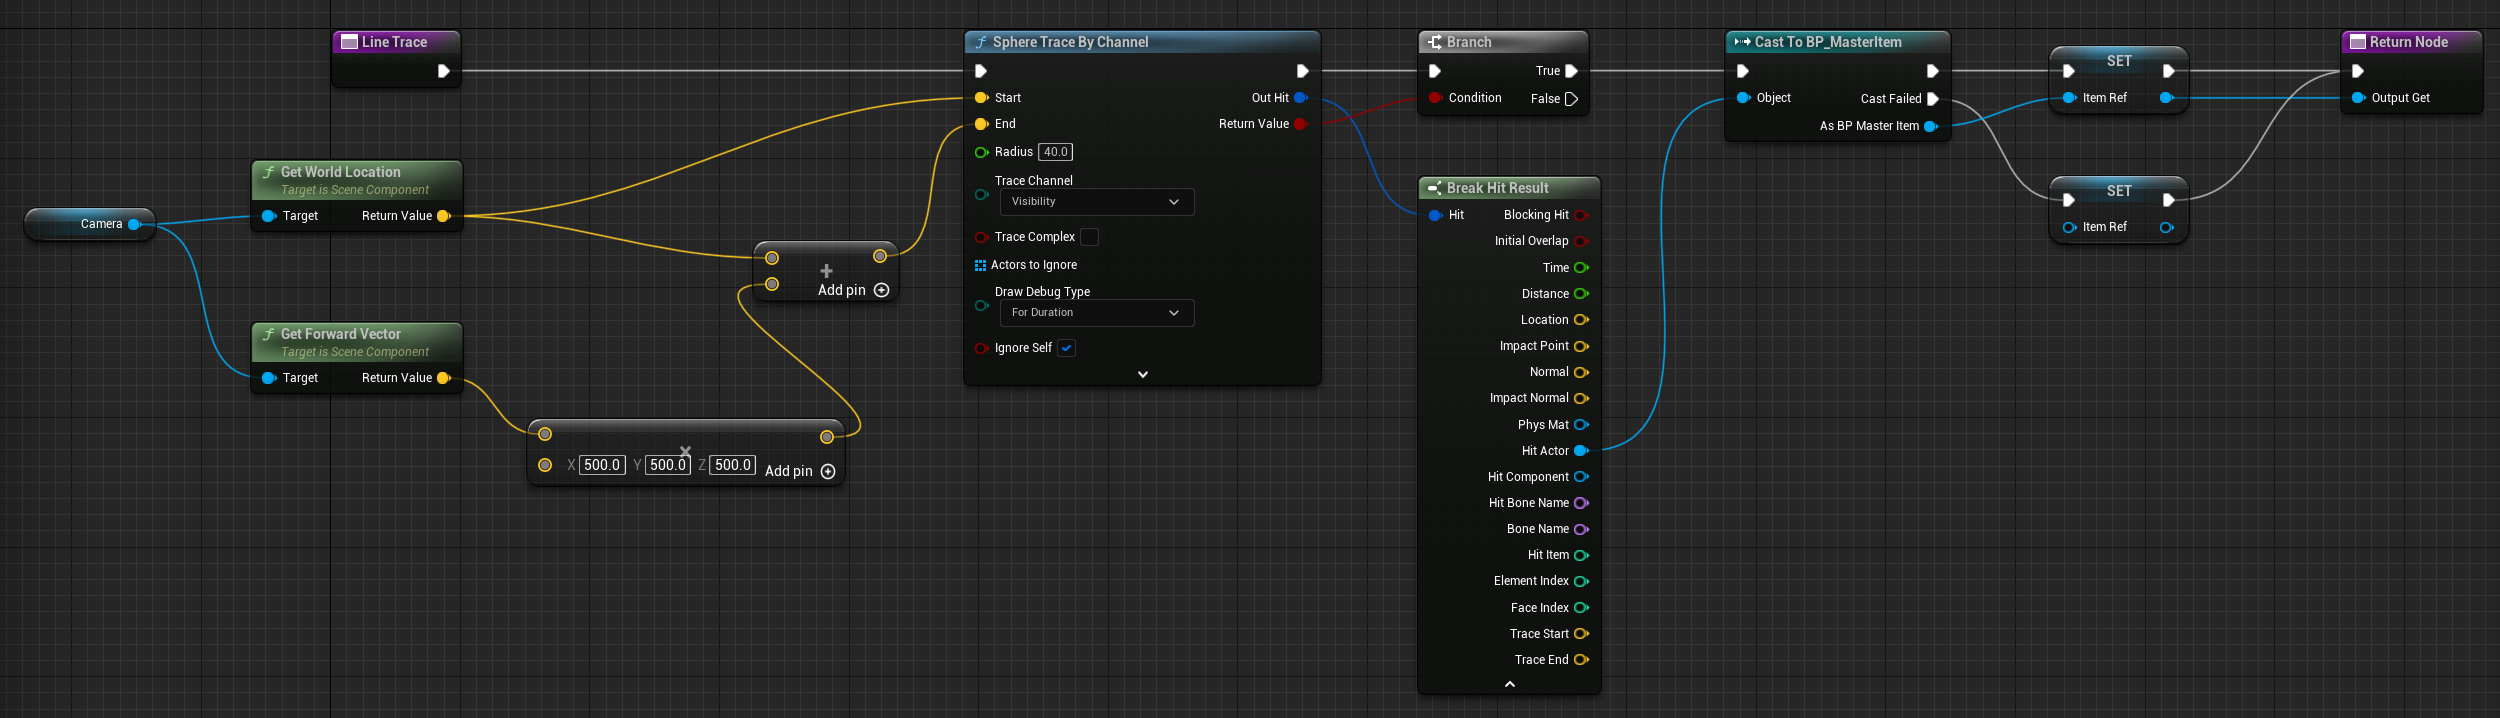 Line Trace
Camera
Get World Location
Target is Scene Component
Target
Return Value
Get Forward Vector
Target is Scene Component
Target
Return Value
X 500.0 Y 500.0 Z 500.0
Add pin
Add pin
Sphere Trace By Channel
Start
Out Hit
End
Return Value
Radius 40.0
Trace Channel
Visibility
Trace Complex
Actors to Ignore
Draw Debug Type
For Duration
Ignore Self
Branch
True
Condition
False
Break Hit Result
Hit
Blocking Hit
Initial Overlap
Time
Distance
Location
Impact Point
Normal
Impact Normal
Phys Mat
Hit Actor
Hit Component
Hit Bone Name
Bone Name
Hit Item
Element Index
Face Index
Trace Start
Trace End
Cast To BP_MasterItem
Object
Cast Failed
As BP Master Item
SET
Item Ref
SET
Item Ref
Return Node
Output Get